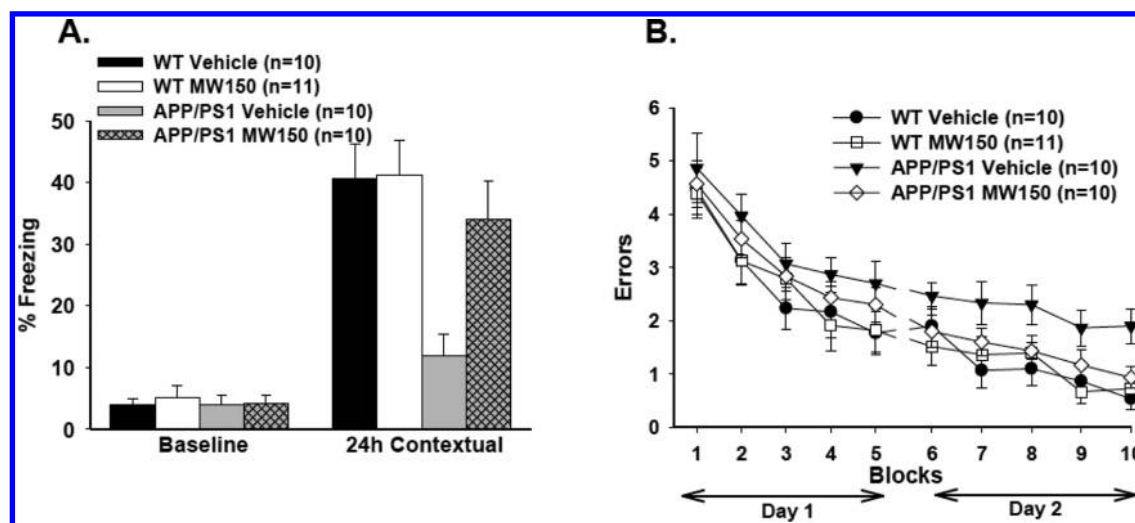 A.
WT Vehicle (n=10)
WT MW150 (n=11)
APP/PS1 Vehicle (n=10)
APP/PS1 MW150 (n=10)
% Freezing
50
40
30
20
10
0
Baseline 24h Contextual
B.
WT Vehicle (n=10)
WT MW150 (n=11)
APP/PS1 Vehicle (n=10)
APP/PS1 MW150 (n=10)
Errors
6
5
4
3
2
1
0
1 2 3 4 5 6 7 8 9 10
Blocks
Day 1 Day 2